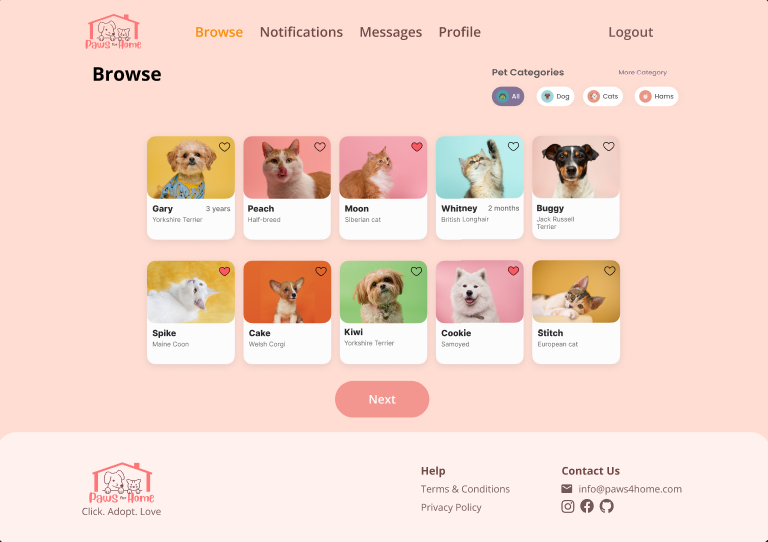 Paws for Home
Browse
Notifications
Messages
Profile
Logout
Browse
Pet Categories
More Category
All
Dog
Cats
Hams
Gary
3 years
Yorkshire Terrier
Peach
Half-breed
Moon
Siberian cat
Whitney
2 months
British Longhair
Buggy
Jack Russell
Terrier
Spike
Maine Coon
Cake
Welsh Corgi
Kiwi
Yorkshire Terrier
Cookie
Samoyed
Stitch
European cat
Next
Paws for Home
Click. Adopt. Love
Help
Terms & Conditions
Privacy Policy
Contact Us
info@paws4home.com